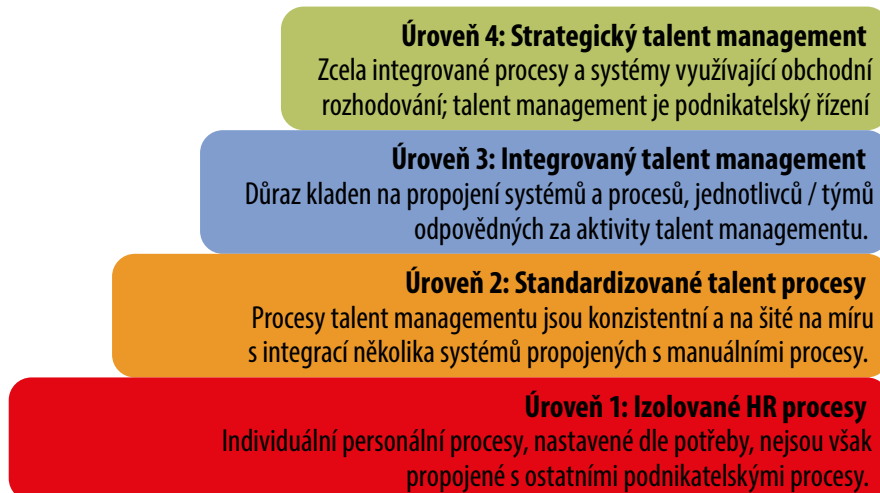 Úroveň 4: Strategický talent management
Zcela integrované procesy a systémy využívající obchodní
rozhodování; talent management je podnikatelský řízení
Úroveň 3: Integrovaný talent management
Důraz kladen na propojení systémů a procesů, jednotlivců / týmů
odpovědných za aktivity talent managementu.
Úroveň 2: Standardizované talent procesy
Procesy talent managementu jsou konzistentní a na šité na míru
s integrací několika systémů propojených s manuálními procesy.
Úroveň 1: Izolované HR procesy
Individuální personální procesy, nastavené dle potřeby, nejsou však
propojené s ostatními podnikatelskými procesy.